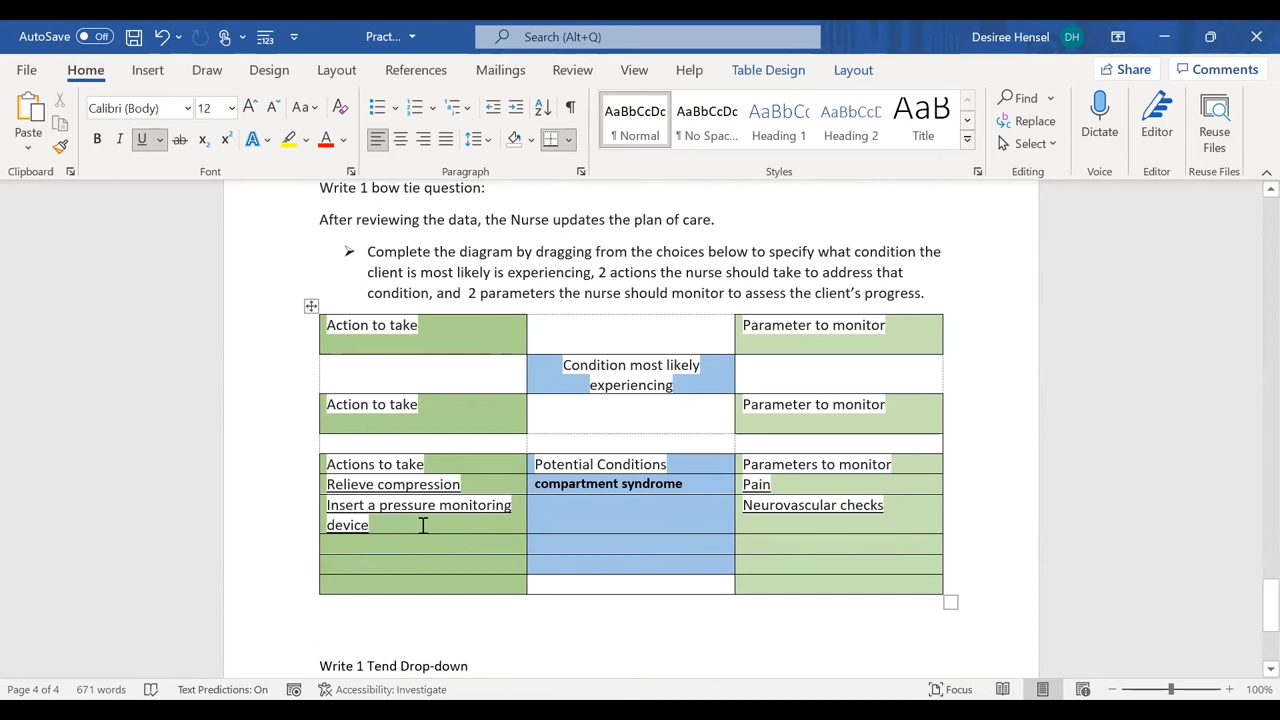 AutoSave Off Pract... Search (Alt+Q) Desiree Hensel DH
File Home Insert Draw Design Layout References Mailings Review View Help Table Design Layout Share Comments
Calibri (Body) 12 Aa
AaBbCcDc AaBbCcDc AaBbCc AaBbCcD AaB
Find
Replace
Select
Paste
B I U ab x₂ x² A A
¶ Normal ¶ No Spac... Heading 1 Heading 2 Title
Dictate Editor Reuse Files
Clipboard Font Paragraph Styles Editing Voice Editor Reuse Files
Write 1 bow tie question:
After reviewing the data, the Nurse updates the plan of care.
➢ Complete the diagram by dragging from the choices below to specify what condition the
client is most likely is experiencing, 2 actions the nurse should take to address that
condition, and 2 parameters the nurse should monitor to assess the client’s progress.
Action to take Parameter to monitor
Condition most likely
experiencing
Action to take Parameter to monitor
Actions to take Potential Conditions Parameters to monitor
Relieve compression compartment syndrome Pain
Insert a pressure monitoring Neurovascular checks
device
Write 1 Tend Drop-down
Page 4 of 4 671 words Text Predictions: On Accessibility: Investigate Focus 100%